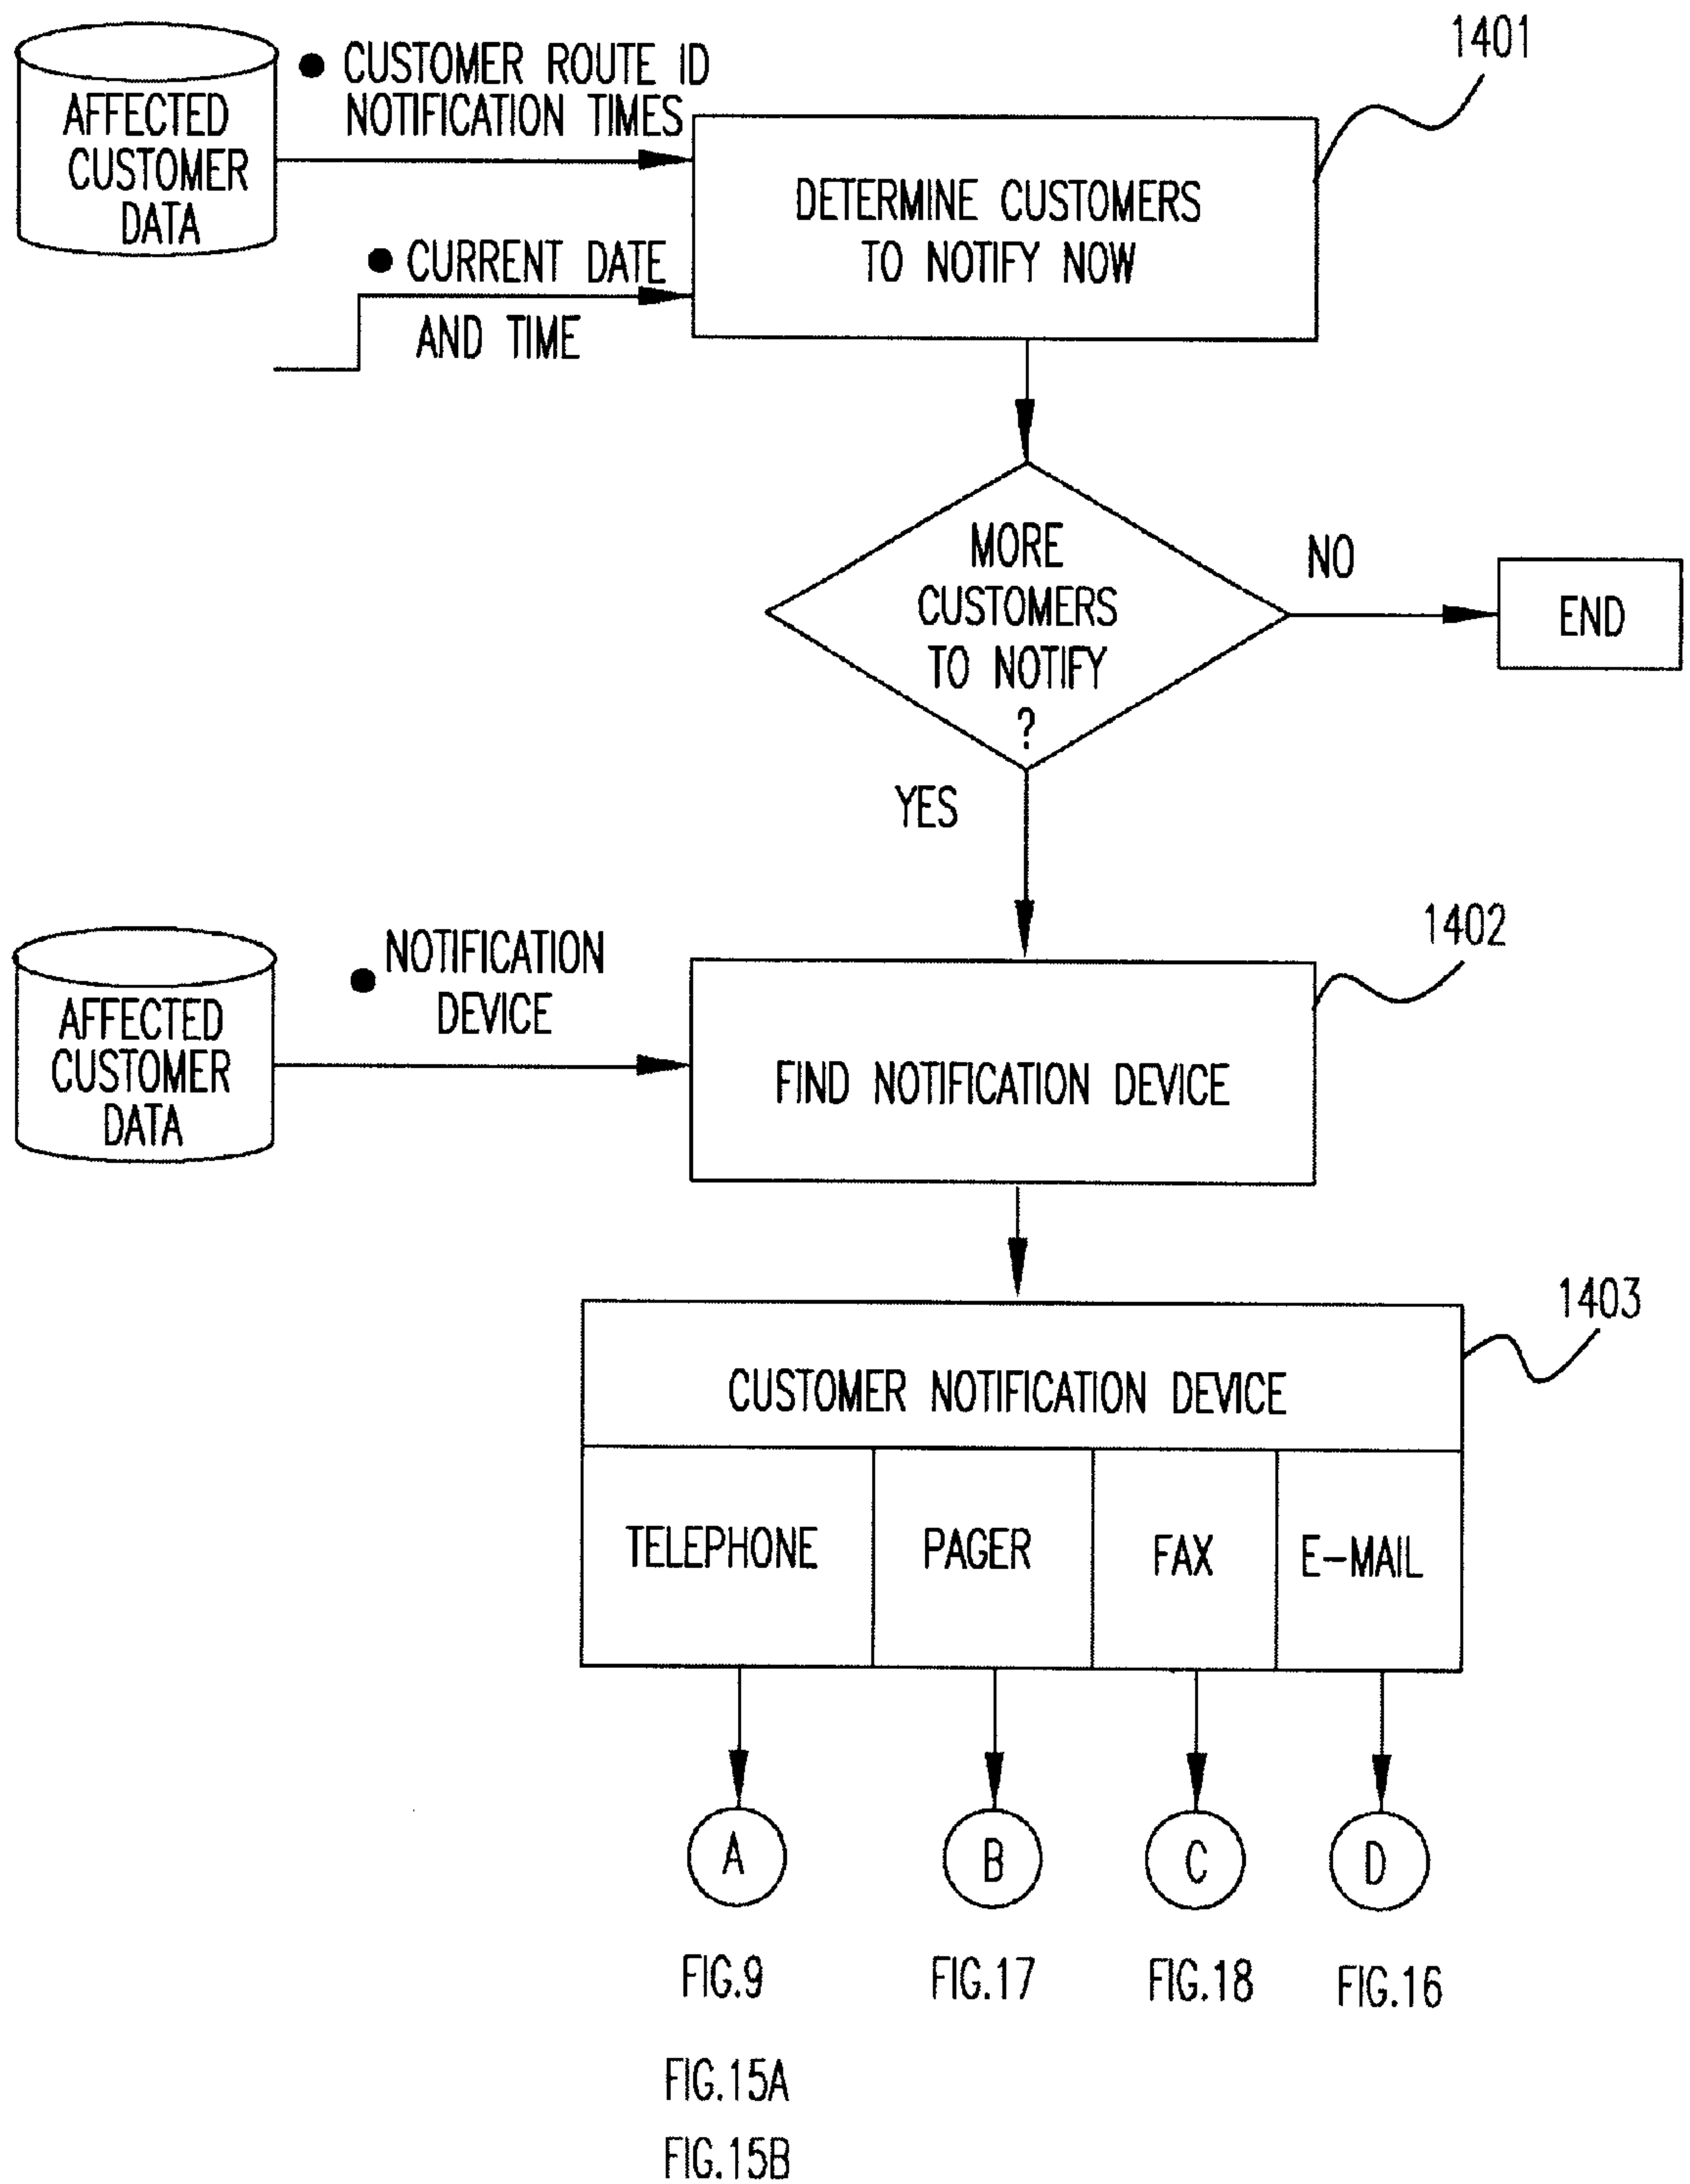 1401
AFFECTED
CUSTOMER
DATA
● CUSTOMER ROUTE ID
NOTIFICATION TIMES
● CURRENT DATE
AND TIME
DETERMINE CUSTOMERS
TO NOTIFY NOW
MORE
CUSTOMERS
TO NOTIFY
?
NO
END
YES
1402
AFFECTED
CUSTOMER
DATA
● NOTIFICATION
DEVICE
FIND NOTIFICATION DEVICE
1403
CUSTOMER NOTIFICATION DEVICE
TELEPHONE
PAGER
FAX
E-MAIL
A
B
C
D
FIG.9
FIG.17
FIG.18
FIG.16
FIG.15A
FIG.15B